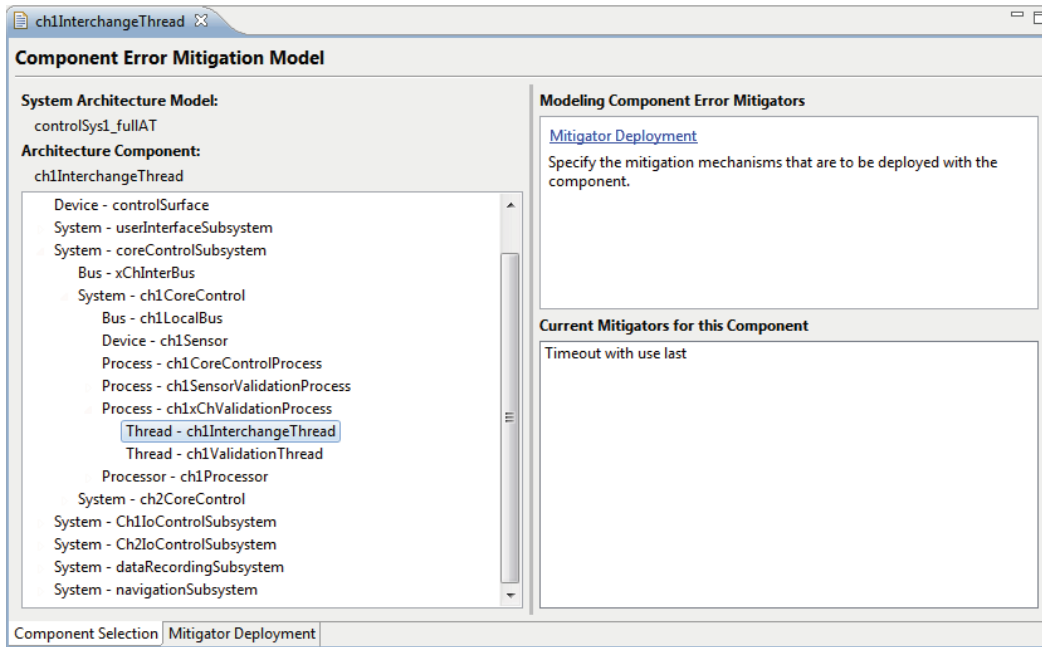 ch1InterchangeThread
Component Error Mitigation Model
System Architecture Model:
controlSys1_fullAT
Architecture Component:
ch1InterchangeThread
Device - controlSurface
System - userInterfaceSubsystem
System - coreControlSubsystem
Bus - xChInterBus
System - ch1CoreControl
Bus - ch1LocalBus
Device - ch1Sensor
Process - ch1CoreControlProcess
Process - ch1SensorValidationProcess
Process - ch1xChValidationProcess
Thread - ch1InterchangeThread
Thread - ch1ValidationThread
Processor - ch1Processor
System - ch2CoreControl
System - Ch1IoControlSubsystem
System - Ch2IoControlSubsystem
System - dataRecordingSubsystem
System - navigationSubsystem
Modeling Component Error Mitigators
Mitigator Deployment
Specify the mitigation mechanisms that are to be deployed with the
component.
Current Mitigators for this Component
Timeout with use last
Component Selection
Mitigator Deployment